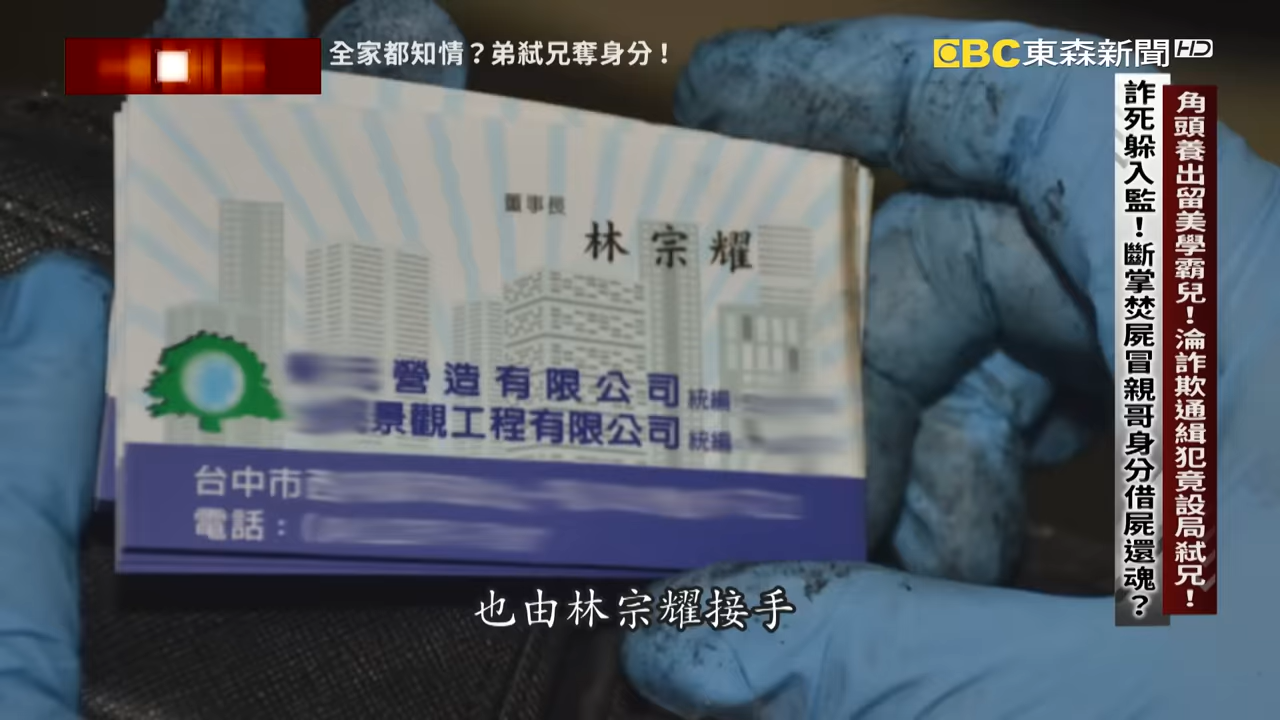 全家都知情？弟弒兄奪身分！
EBC東森新聞HD
角頭養出留美學霸兒！淪詐欺通緝犯竟設局弒兄！
詐死躲入監！斷掌焚屍冒親哥身分借屍還魂？
董事長
林宗耀
營造有限公司 統編
景觀工程有限公司 統編
台中市西
電話：
也由林宗耀接手